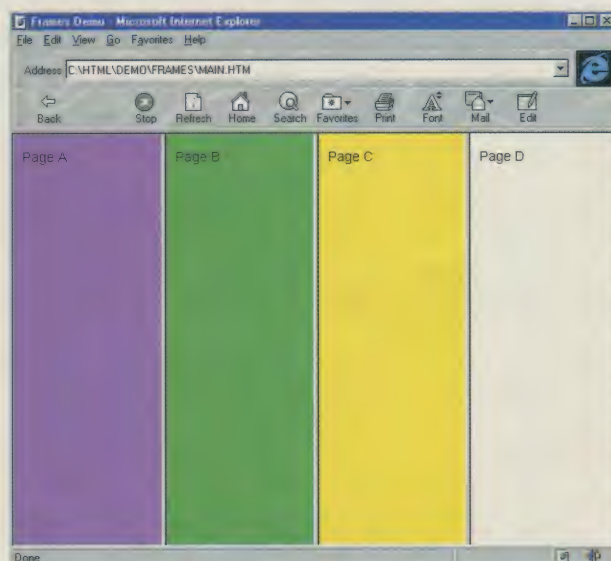 Frames Demo - Microsoft Internet Explorer
File Edit View Go Favorites Help
Address C:\HTML\DEMO\FRAMES\MAIN.HTM
Back Stop Refresh Home Search Favorites Print Font Mail Edit
Page A Page B Page C Page D
Done